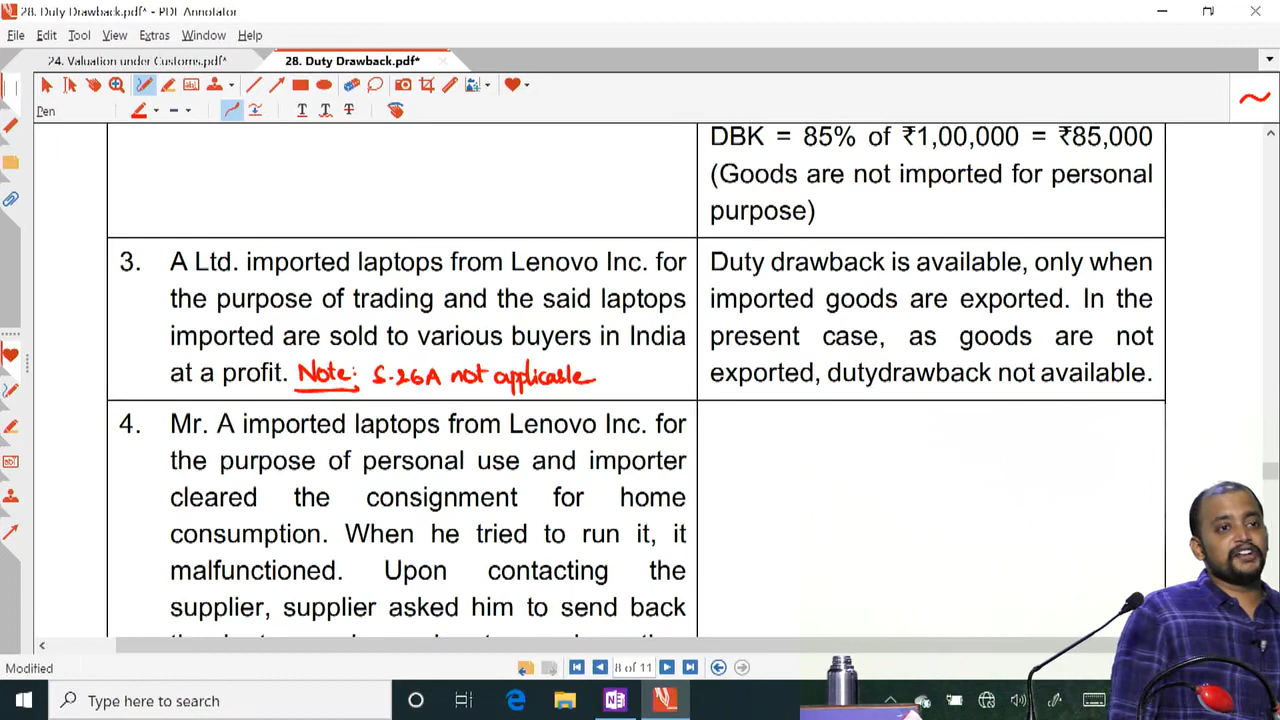 28. Duty Drawback.pdf* - PDF Annotator
File Edit Tool View Extras Window Help
24. Valuation under Customs.pdf* 28. Duty Drawback.pdf*
Pen
DBK = 85% of ₹1,00,000 = ₹85,000
(Goods are not imported for personal
purpose)
3. A Ltd. imported laptops from Lenovo Inc. for
the purpose of trading and the said laptops
imported are sold to various buyers in India
at a profit. Note: S.26A not applicable
Duty drawback is available, only when
imported goods are exported. In the
present case, as goods are not
exported, dutydrawback not available.
4. Mr. A imported laptops from Lenovo Inc. for
the purpose of personal use and importer
cleared the consignment for home
consumption. When he tried to run it, it
malfunctioned. Upon contacting the
supplier, supplier asked him to send back
Modified
8 of 11
Type here to search